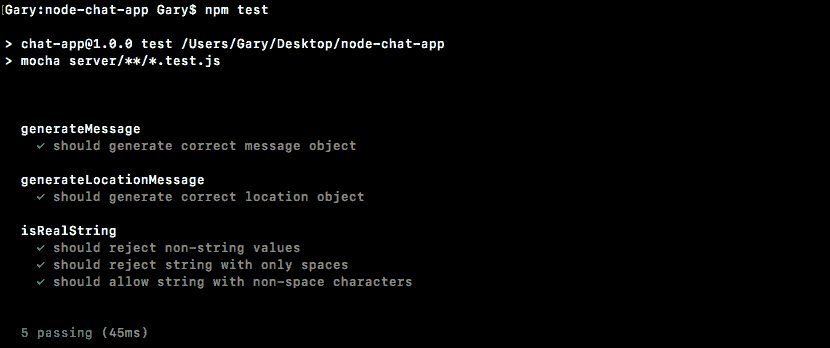 [Gary:node-chat-app Gary$ npm test
> chat-app@1.0.0 test /Users/Gary/Desktop/node-chat-app
> mocha server/**/*.test.js
generateMessage
✓ should generate correct message object
generateLocationMessage
✓ should generate correct location object
isRealString
✓ should reject non-string values
✓ should reject string with only spaces
✓ should allow string with non-space characters
5 passing (45ms)